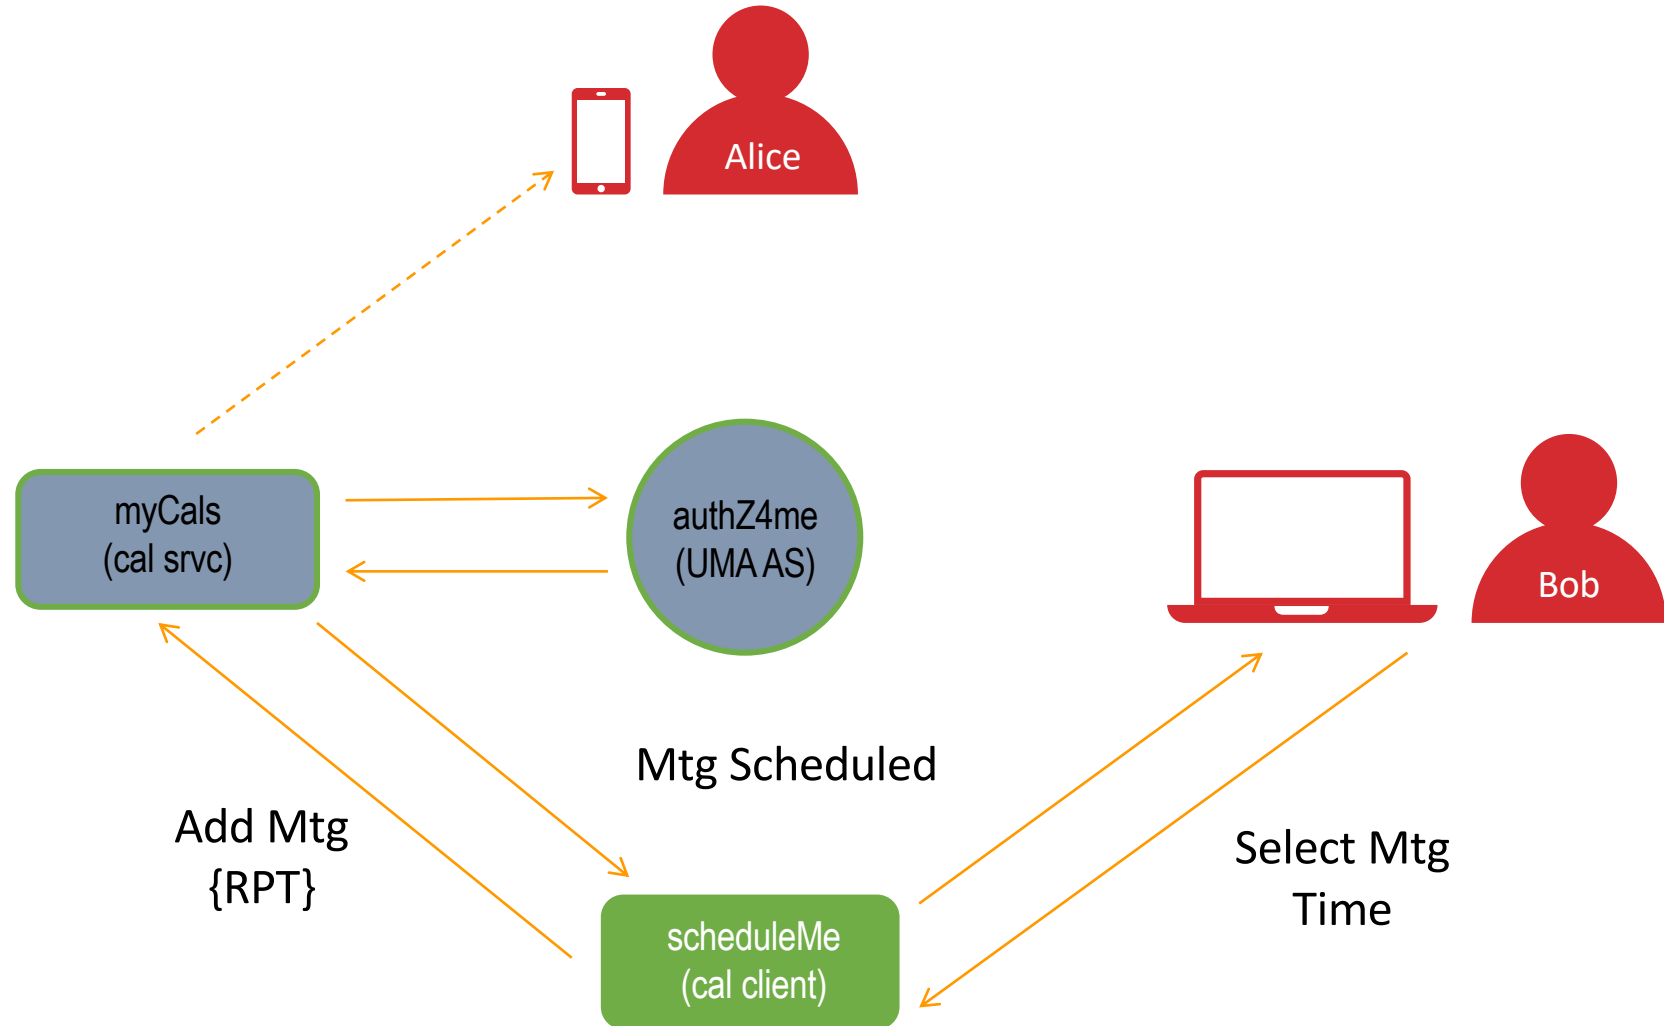 Alice
myCals
(cal srvc)
authZ4me
(UMA AS)
Bob
Mtg Scheduled
Add Mtg
{RPT}
Select Mtg
Time
scheduleMe
(cal client)